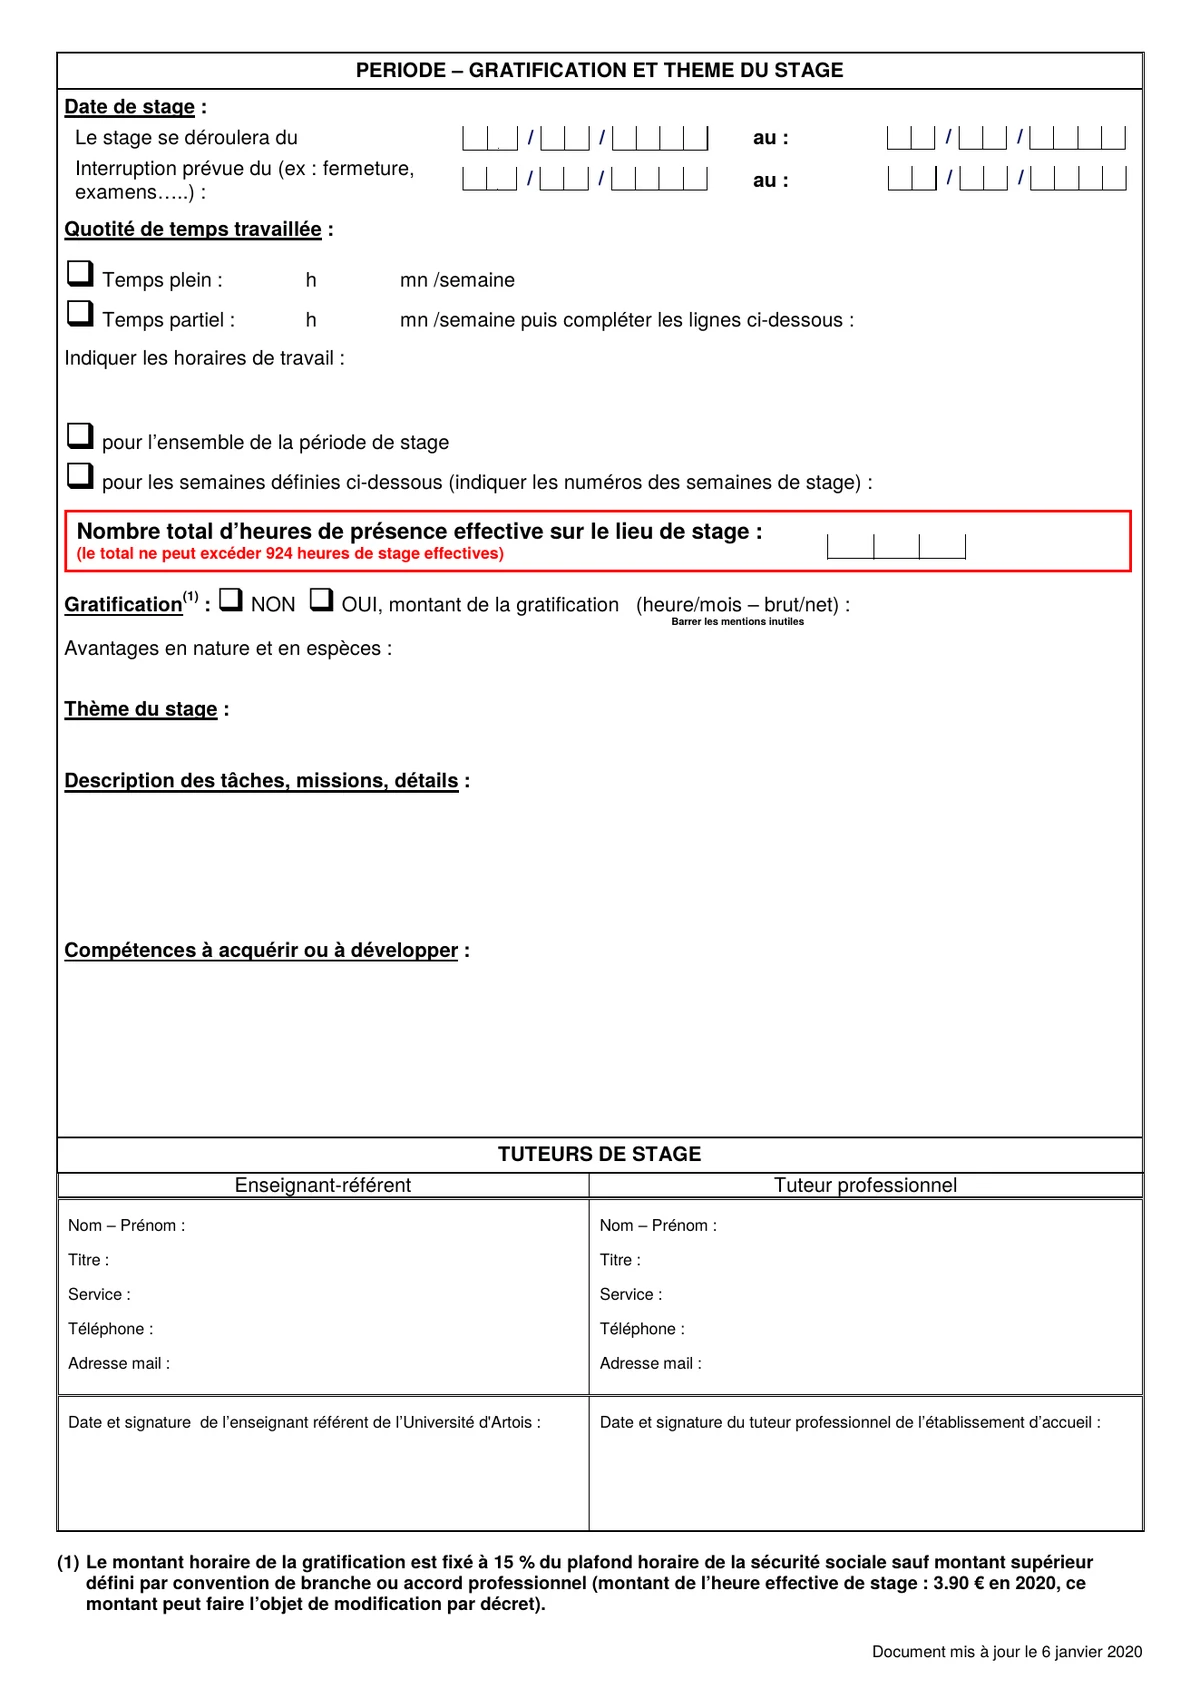 PERIODE – GRATIFICATION ET THEME DU STAGE
Date de stage :
Le stage se déroulera du / / au : / /
Interruption prévue du (ex : fermeture,
examens…..) : / / au : / /
Quotité de temps travaillée :
Temps plein : h mn /semaine
Temps partiel : h mn /semaine puis compléter les lignes ci-dessous :
Indiquer les horaires de travail :
pour l’ensemble de la période de stage
pour les semaines définies ci-dessous (indiquer les numéros des semaines de stage) :
Nombre total d’heures de présence effective sur le lieu de stage :
(le total ne peut excéder 924 heures de stage effectives)
Gratification(1) : NON OUI, montant de la gratification (heure/mois – brut/net) :
Barrer les mentions inutiles
Avantages en nature et en espèces :
Thème du stage :
Description des tâches, missions, détails :
Compétences à acquérir ou à développer :
TUTEURS DE STAGE
Enseignant-référent
Nom – Prénom :
Titre :
Service :
Téléphone :
Adresse mail :
Date et signature de l’enseignant référent de l’Université d'Artois :
Tuteur professionnel
Nom – Prénom :
Titre :
Service :
Téléphone :
Adresse mail :
Date et signature du tuteur professionnel de l’établissement d’accueil :
(1) Le montant horaire de la gratification est fixé à 15 % du plafond horaire de la sécurité sociale sauf montant supérieur
défini par convention de branche ou accord professionnel (montant de l’heure effective de stage : 3.90 € en 2020, ce
montant peut faire l’objet de modification par décret).
Document mis à jour le 6 janvier 2020